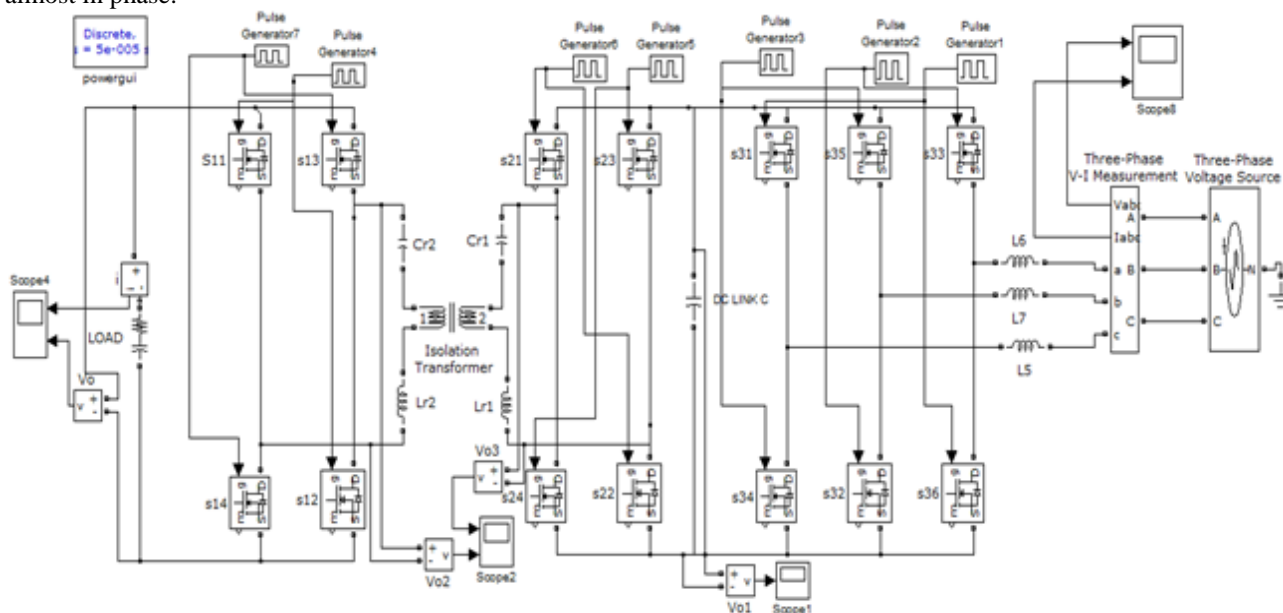 almost in phase.
Discrete,
s = 5e-005 s
powergui
Pulse
Generator7
Pulse
Generator4
Pulse
Generator6
Pulse
Generator5
Pulse
Generator3
Pulse
Generator2
Pulse
Generator1
Scope8
S11
s13
s21
s23
s31
s35
s33
Three-Phase
V-I Measurement
Three-Phase
Voltage Source
Vabc
Iabc
A
B
C
a
b
c
A
B
C
N
Cr2
Cr1
L6
L7
L5
DC LINK C
Scope4
i
LOAD
Vo
v
1
2
Isolation
Transformer
Lr2
Lr1
Vo3
v
s14
s12
s24
s22
s34
s32
s36
Vo2
v
Scope2
Vo1
v
Scope1